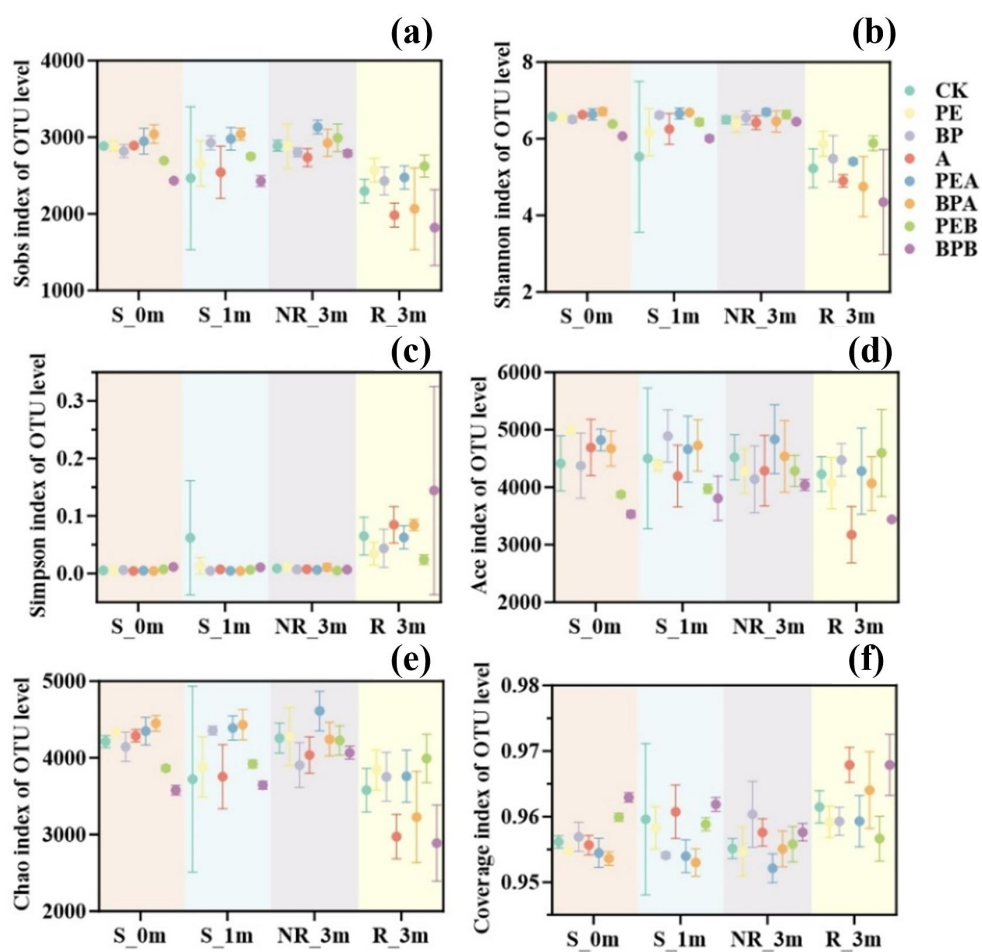 (a)
Sobs index of OTU level
4000
3000
2000
1000
S_0m
S_1m
NR_3m
R_3m
(b)
Shannon index of OTU level
8
6
4
2
S_0m
S_1m
NR_3m
R_3m
CK
PE
BP
A
PEA
BPA
PEB
BPB
(c)
Simpson index of OTU level
0.3
0.2
0.1
0.0
S_0m
S_1m
NR_3m
R_3m
(d)
Ace index of OTU level
6000
5000
4000
3000
2000
S_0m
S_1m
NR_3m
R_3m
(e)
Chao index of OTU level
5000
4000
3000
2000
S_0m
S_1m
NR_3m
R_3m
(f)
Coverage index of OTU level
0.98
0.97
0.96
0.95
S_0m
S_1m
NR_3m
R_3m